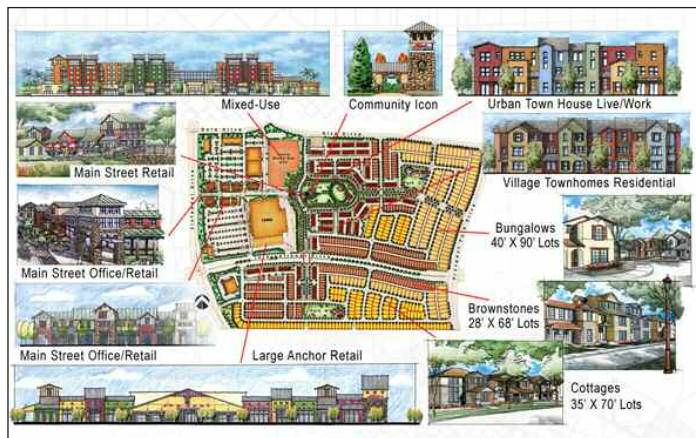 Mixed-Use
Community Icon
Urban Town House Live/Work
Main Street Retail
Village Townhomes Residential
Main Street Office/Retail
Bungalows
40' X 90' Lots
Main Street Office/Retail
Large Anchor Retail
Brownstones
28' X 68' Lots
Cottages
35' X 70' Lots